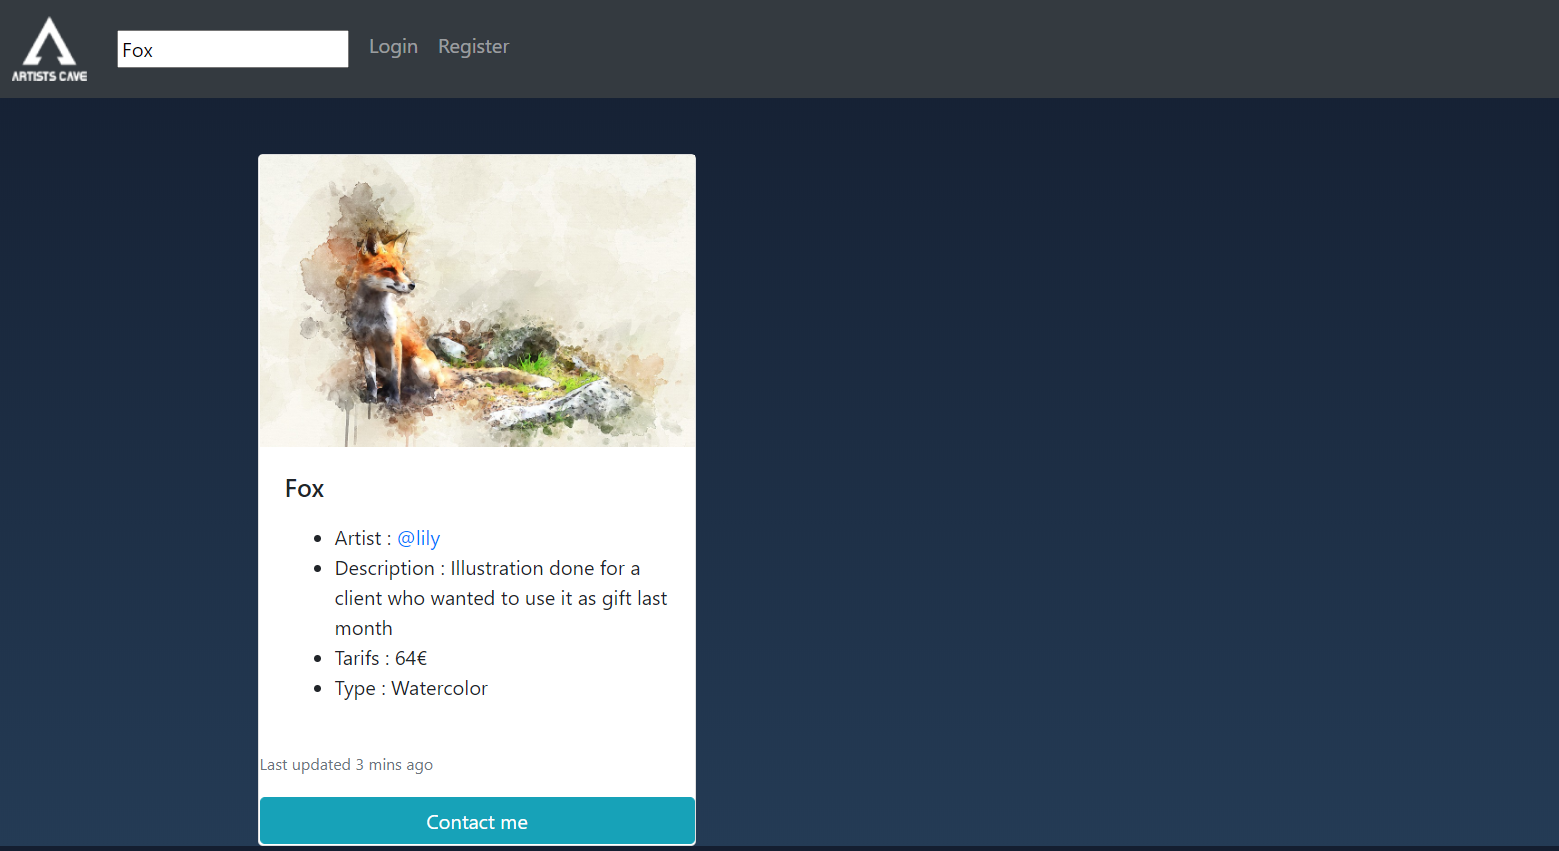 ARTISTS CAVE
Fox
Login
Register
Fox
Artist : @lily
Description : Illustration done for a
client who wanted to use it as gift last
month
Tarifs : 64€
Type : Watercolor
Last updated 3 mins ago
Contact me